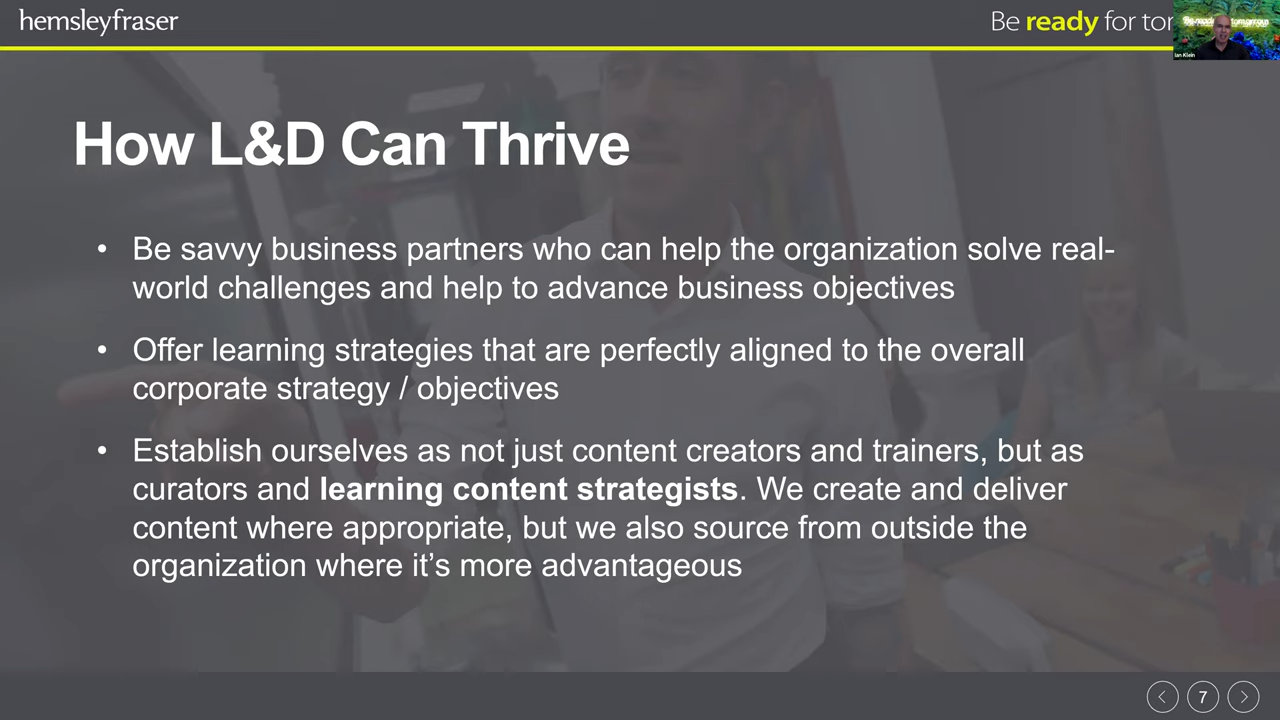 hemsleyfraser
Be ready for tor
Ian Klein
How L&D Can Thrive
• Be savvy business partners who can help the organization solve real-
world challenges and help to advance business objectives
• Offer learning strategies that are perfectly aligned to the overall
corporate strategy / objectives
• Establish ourselves as not just content creators and trainers, but as
curators and learning content strategists. We create and deliver
content where appropriate, but we also source from outside the
organization where it’s more advantageous
7